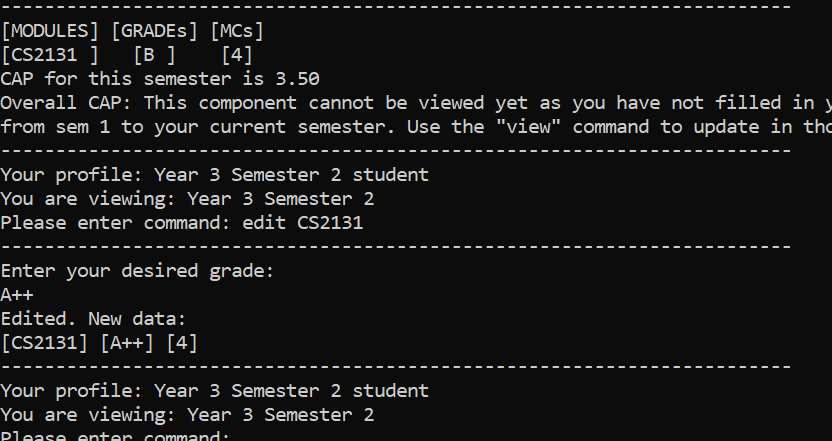 ------------------------------------------------------------------------
[MODULES] [GRADEs] [MCs]
[CS2131 ]   [B ]    [4]
CAP for this semester is 3.50
Overall CAP: This component cannot be viewed yet as you have not filled in
from sem 1 to your current semester. Use the "view" command to update in
------------------------------------------------------------------------
Your profile: Year 3 Semester 2 student
You are viewing: Year 3 Semester 2
Please enter command: edit CS2131
------------------------------------------------------------------------
Enter your desired grade:
A++
Edited. New data:
[CS2131] [A++] [4]
------------------------------------------------------------------------
Your profile: Year 3 Semester 2 student
You are viewing: Year 3 Semester 2
Please enter command: